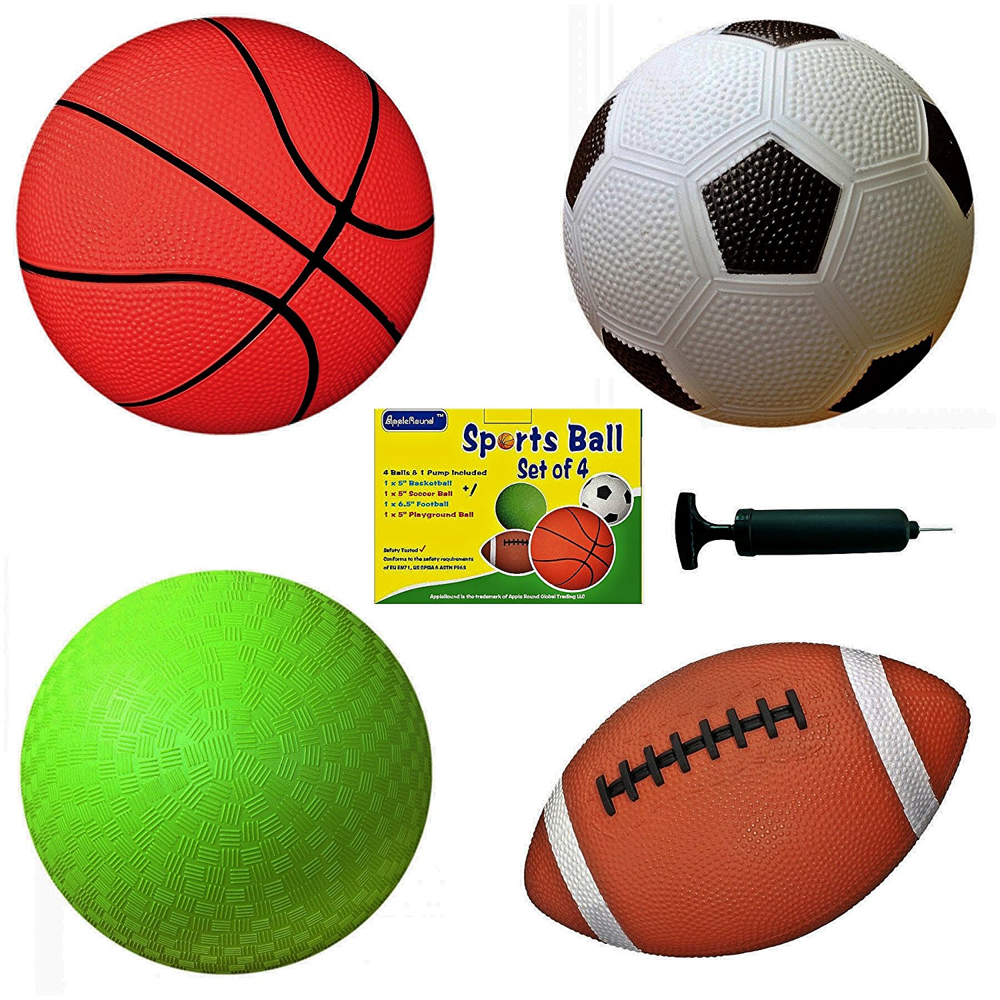 AppleRound ™
Sports Ball
Set of 4
4 Balls & 1 Pump Included
1 x 5" Basketball
1 x 5" Soccer Ball
1 x 6.5" Football
1 x 5" Playground Ball
+
Safety Tested ✓
Conforms to the safety requirements
of EU EN71, US CPSIA & ASTM F963
AppleRound is the trademark of Apple Round Global Trading LLC